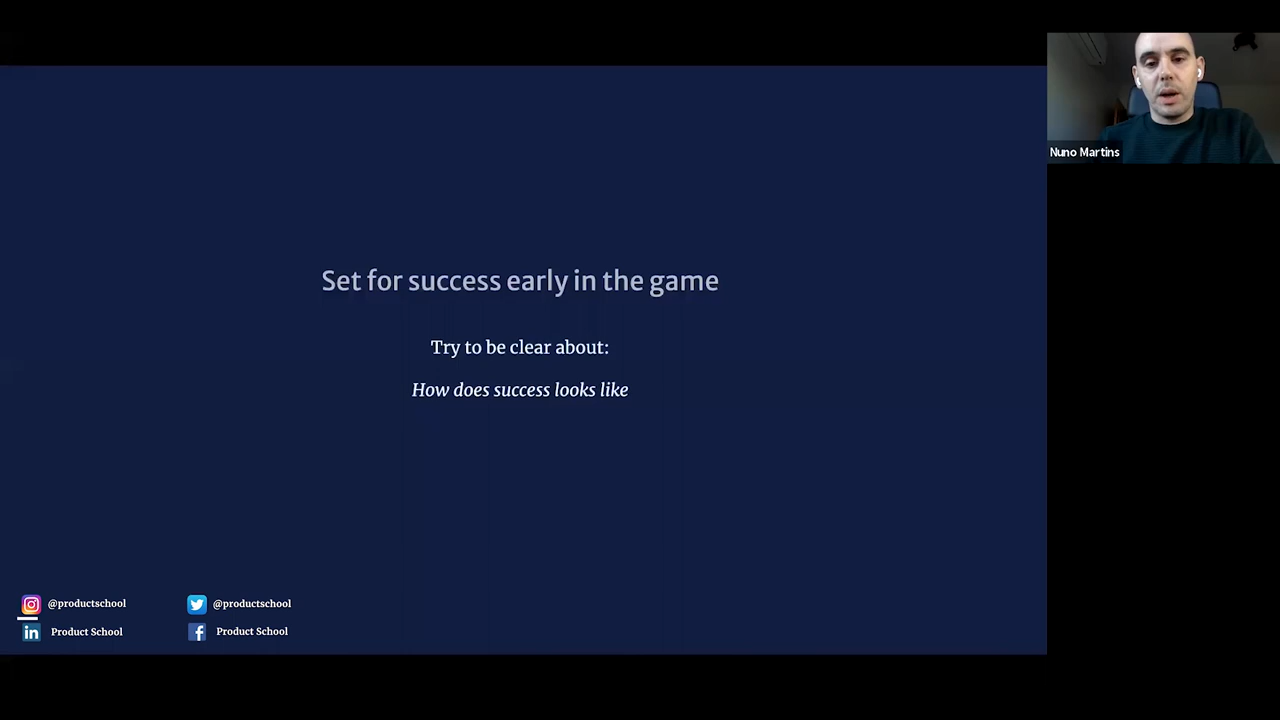 Nuno Martins
Set for success early in the game
Try to be clear about:
How does success looks like
@productschool
@productschool
Product School
Product School